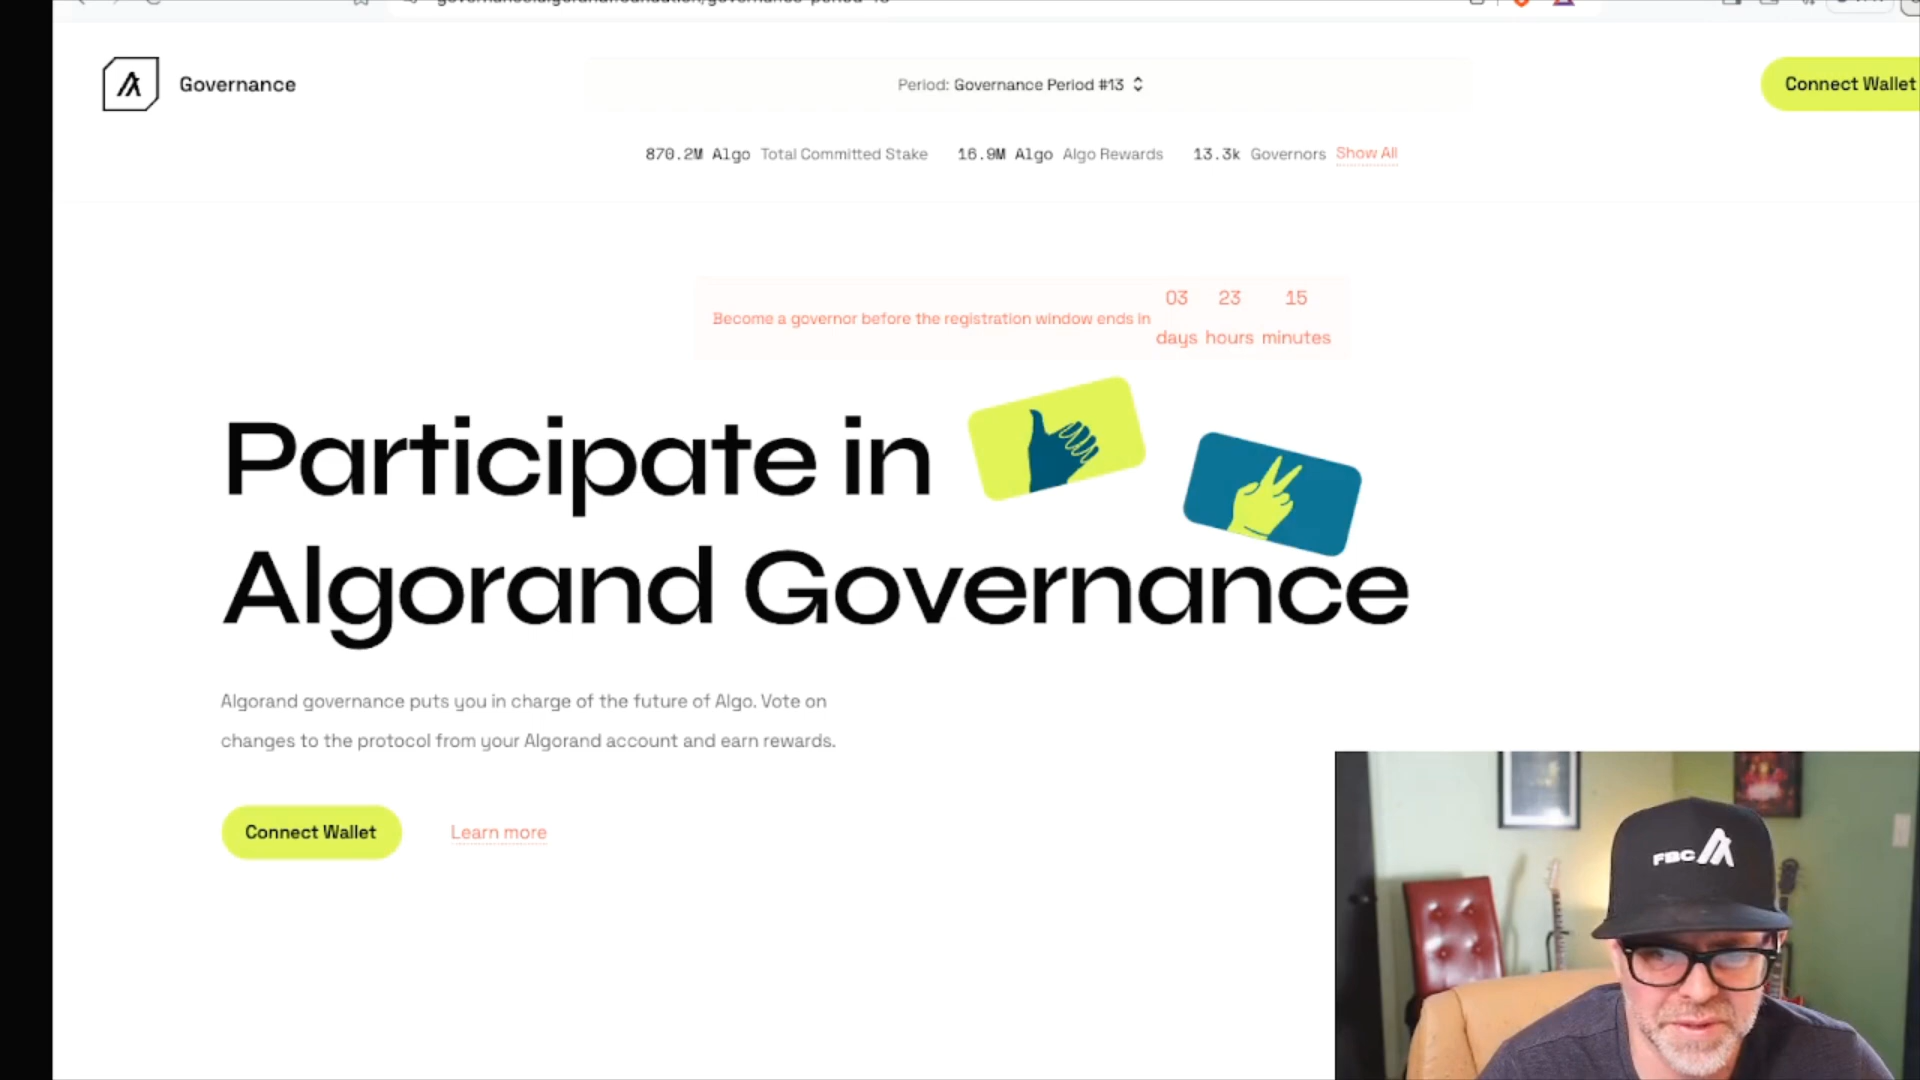 Governance
Period: Governance Period #13
Connect Wallet
870.2M Algo Total Committed Stake 16.9M Algo Algo Rewards 13.3k Governors Show All
Become a governor before the registration window ends in
03 23 15
days hours minutes
Participate in
Algorand Governance
Algorand governance puts you in charge of the future of Algo. Vote on
changes to the protocol from your Algorand account and earn rewards.
Connect Wallet Learn more
FBC